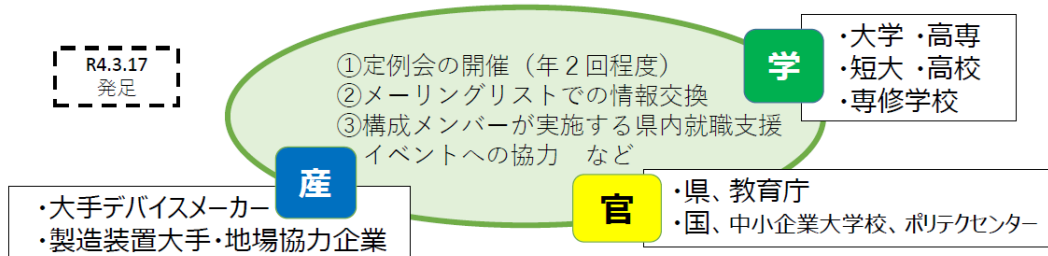 R4.3.17
発足
①定例会の開催（年２回程度）
②メーリングリストでの情報交換
③構成メンバーが実施する県内就職支援
イベントへの協力　など
学
・大学 ・高専
・短大 ・高校
・専修学校
産
・大手デバイスメーカー
・製造装置大手・地場協力企業
官
・県、教育庁
・国、中小企業大学校、ポリテクセンター